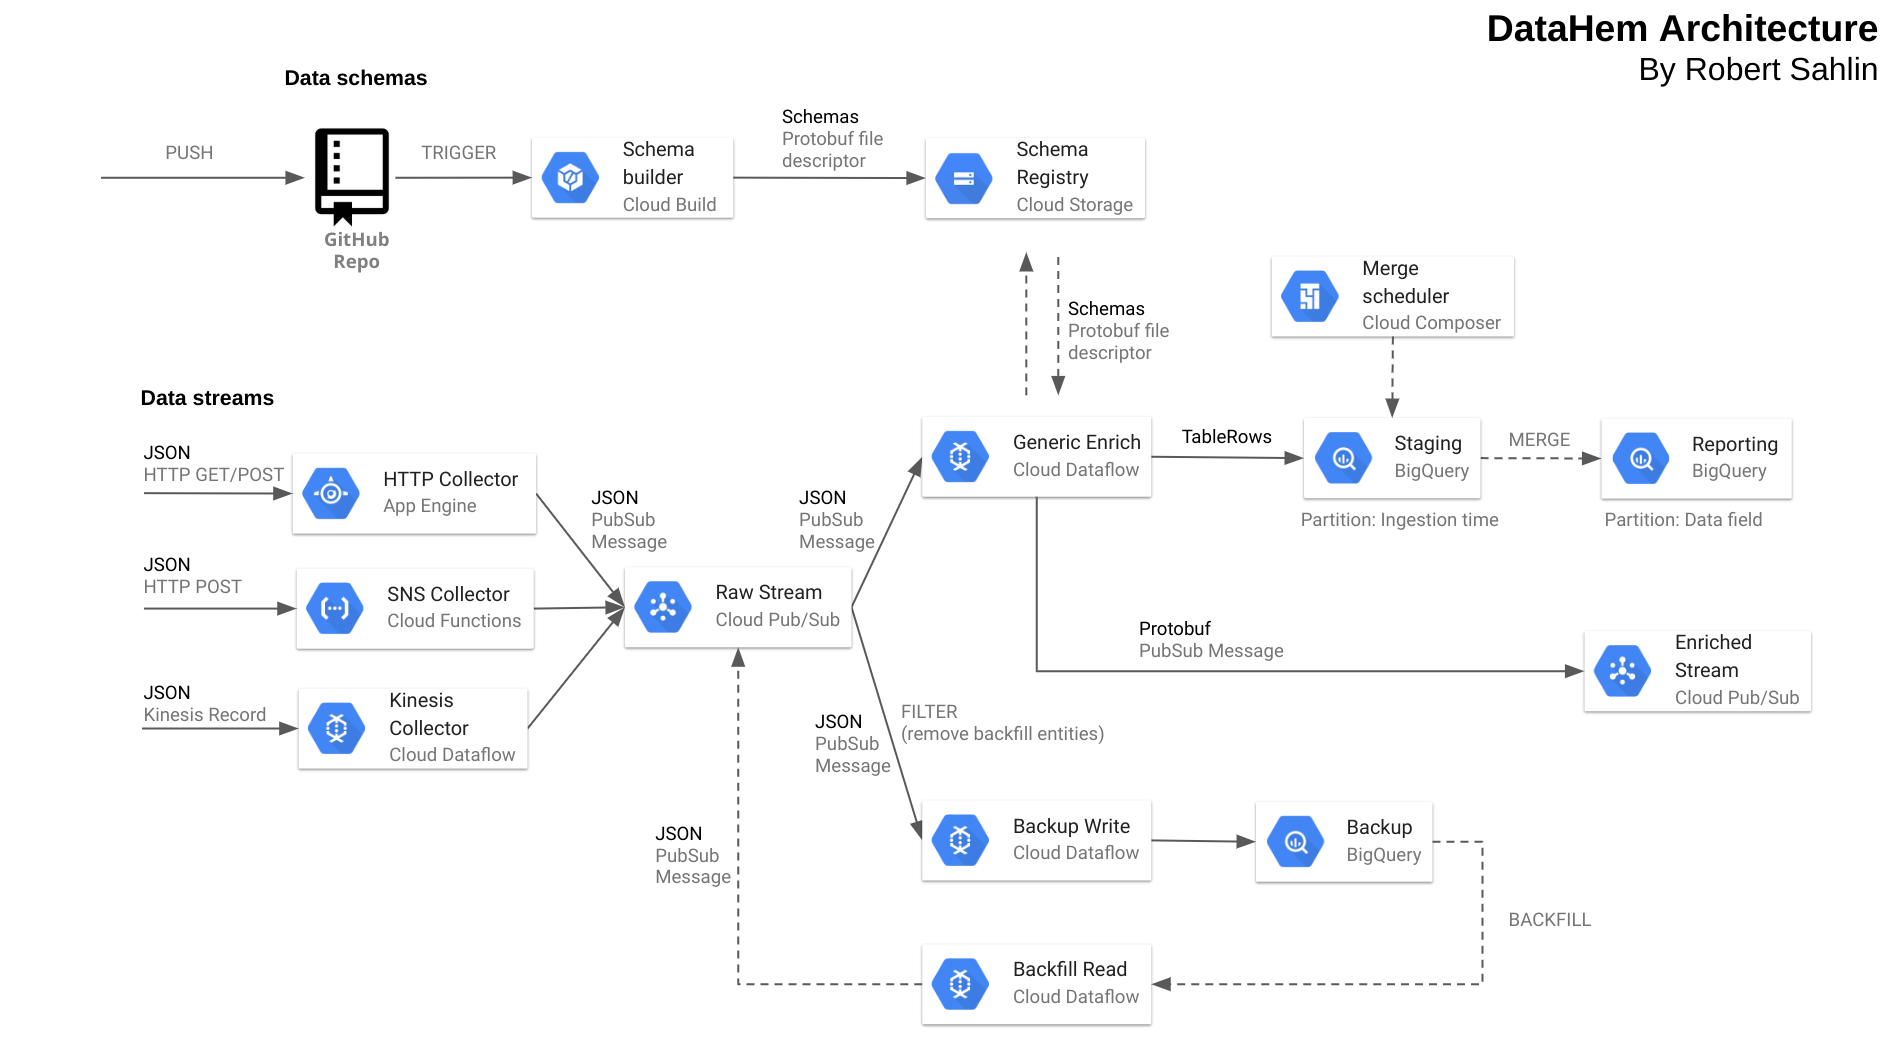 DataHem Architecture
By Robert Sahlin
Data schemas
PUSH
GitHub
Repo
TRIGGER
Schema
builder
Cloud Build
Schemas
Protobuf file
descriptor
Schema
Registry
Cloud Storage
Schemas
Protobuf file
descriptor
Merge
scheduler
Cloud Composer
Data streams
JSON
HTTP GET/POST
HTTP Collector
App Engine
JSON
HTTP POST
SNS Collector
Cloud Functions
JSON
Kinesis Record
Kinesis
Collector
Cloud Dataflow
JSON
PubSub
Message
Raw Stream
Cloud Pub/Sub
JSON
PubSub
Message
Generic Enrich
Cloud Dataflow
TableRows
Staging
BigQuery
Partition: Ingestion time
MERGE
Reporting
BigQuery
Partition: Data field
Protobuf
PubSub Message
Enriched
Stream
Cloud Pub/Sub
JSON
PubSub
Message
FILTER
(remove backfill entities)
Backup Write
Cloud Dataflow
Backup
BigQuery
BACKFILL
Backfill Read
Cloud Dataflow
JSON
PubSub
Message